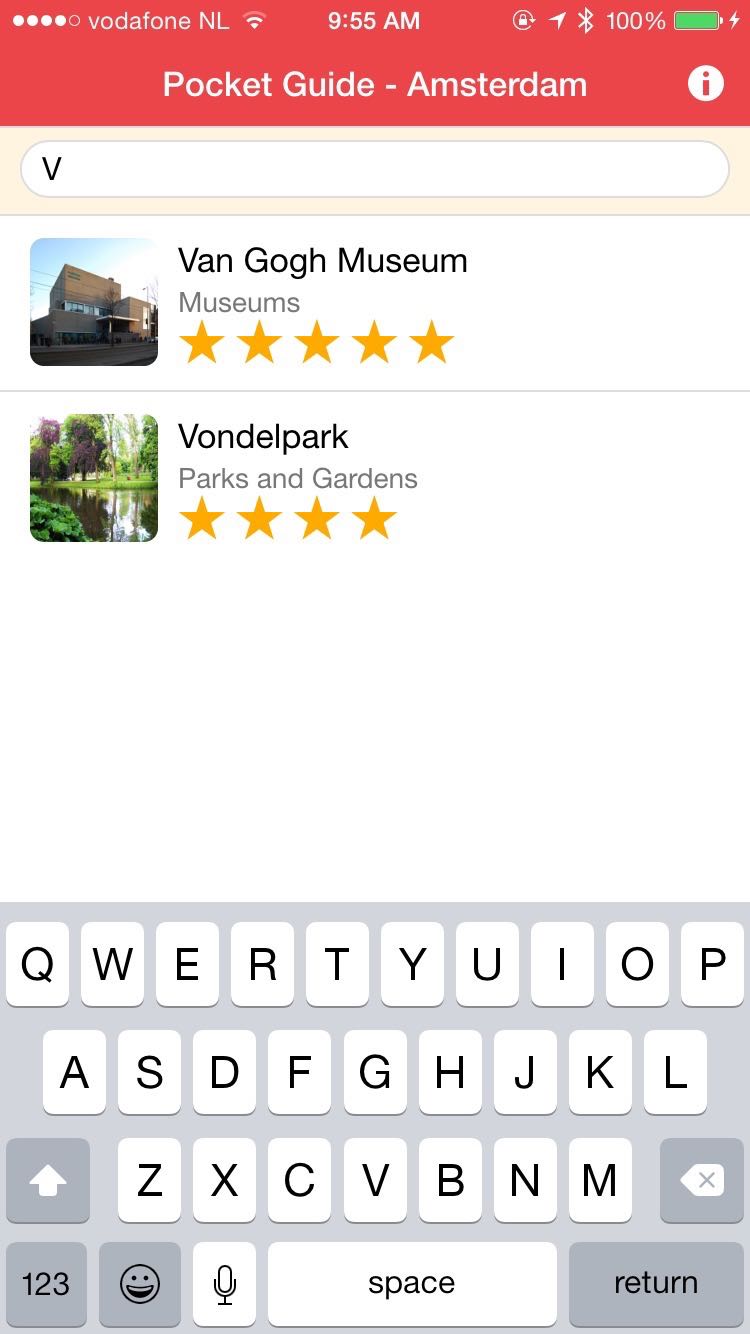 vodafone NL 9:55 AM 100%
Pocket Guide - Amsterdam
V
Van Gogh Museum
Museums
Vondelpark
Parks and Gardens
Q W E R T Y U I O P
A S D F G H J K L
Z X C V B N M
123 space return